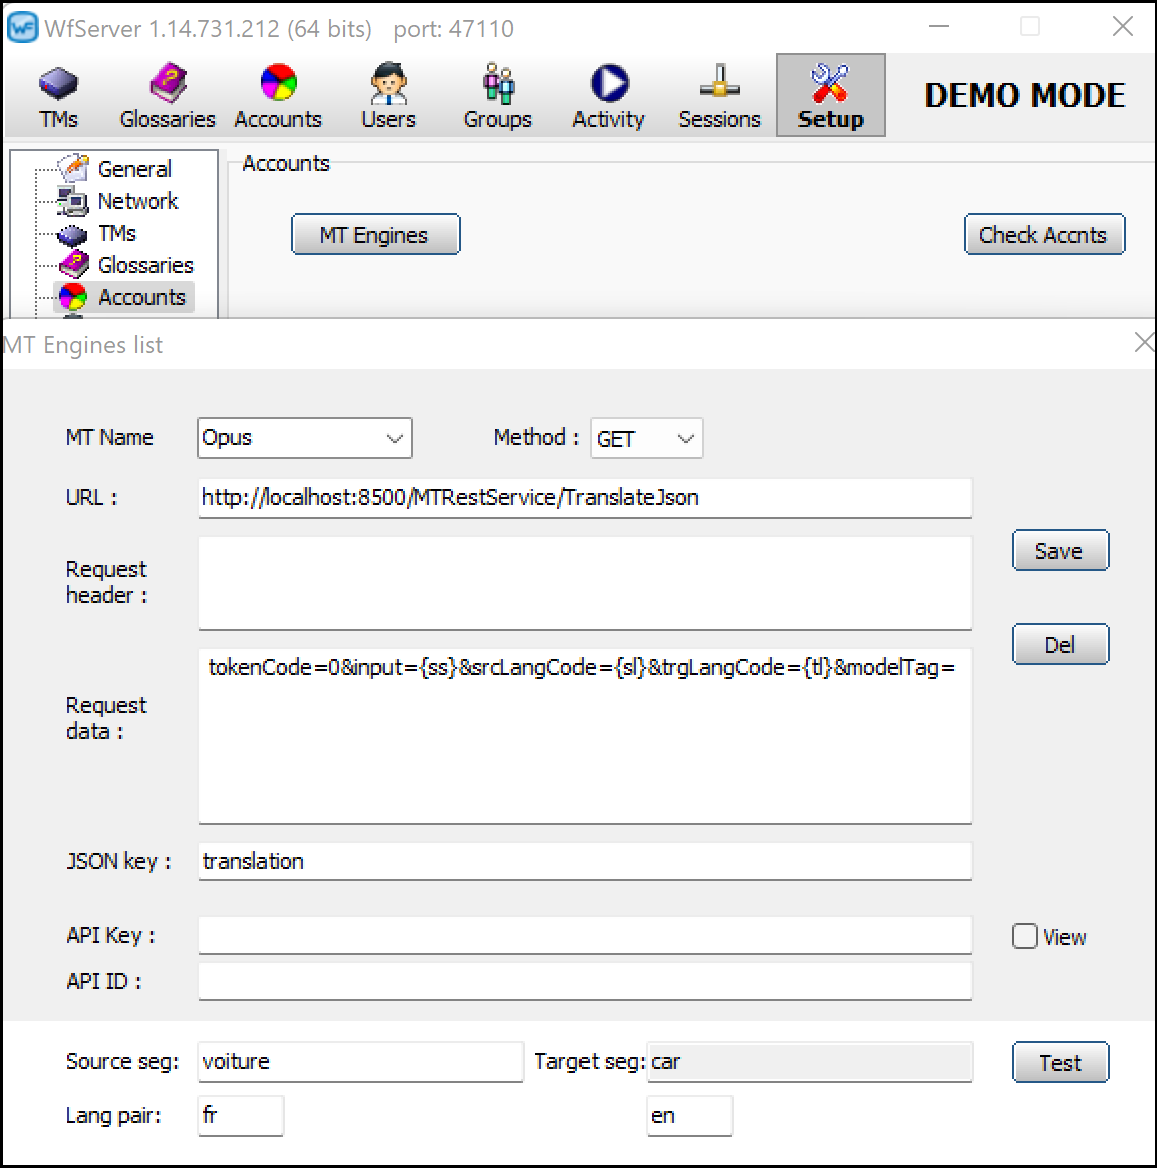 WF WfServer 1.14.731.212 (64 bits) port: 47110
TMs Glossaries Accounts Users Groups Activity Sessions Setup DEMO MODE
General
Network
TMs
Glossaries
Accounts
Accounts
MT Engines Check Accnts
MT Engines list
MT Name Opus Method : GET
URL : http://localhost:8500/MTRestService/TranslateJson
Request
header :
Save
Del
Request
data :
tokenCode=0&input={ss}&srcLangCode={sl}&trgLangCode={tl}&modelTag=
JSON key : translation
API Key : View
API ID :
Source seg: voiture Target seg: car Test
Lang pair: fr en